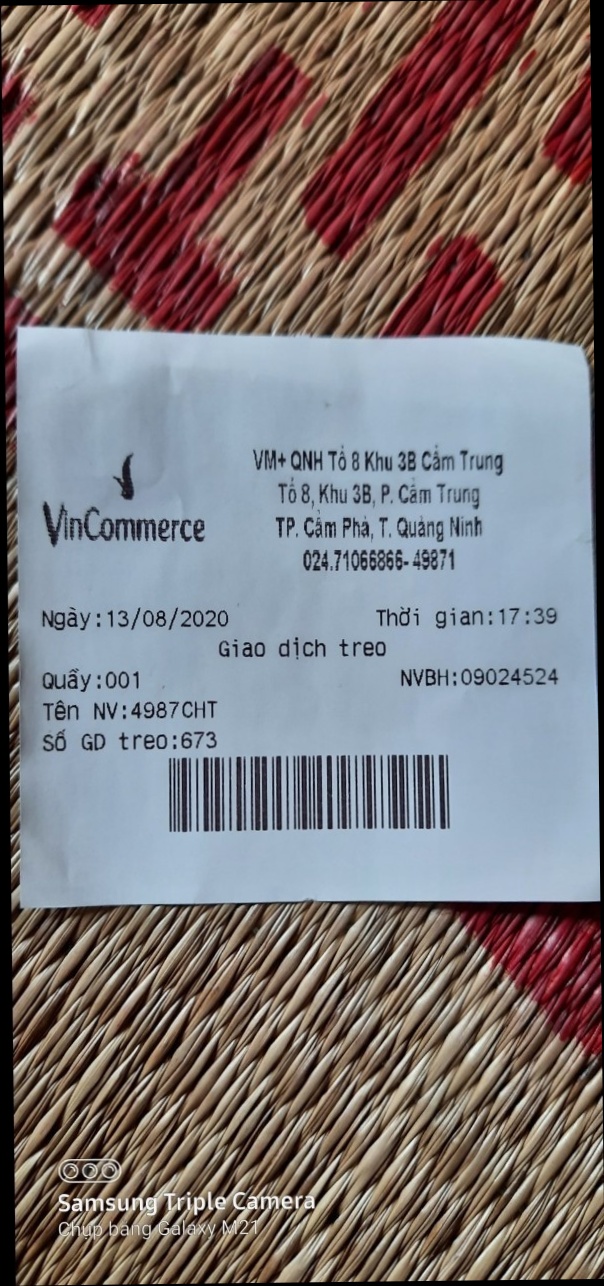 VinCommerce
VM+ QNH Tổ 8 Khu 3B Cẩm Trung
Tổ 8, Khu 3B, P. Cẩm Trung
TP. Cẩm Phả, T. Quảng Ninh
024.71066866- 49871
Ngày:13/08/2020 Thời gian:17:39
Giao dịch treo
Quầy:001 NVBH:09024524
Tên NV:4987CHT
Số GD treo:673
Samsung Triple Camera
Chụp bằng Galaxy M21